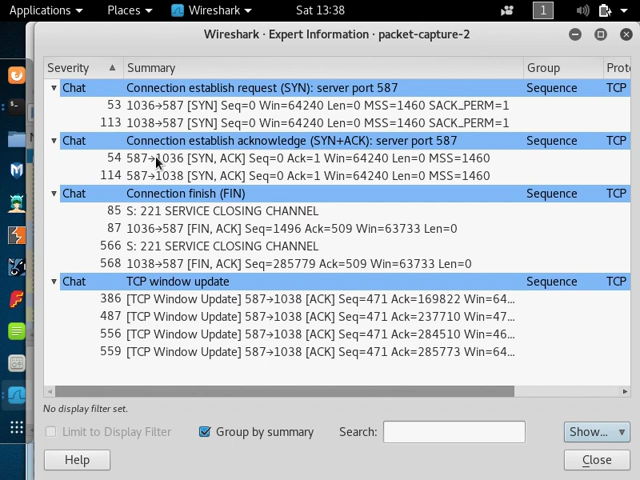 Applications Places Wireshark Sat 13:38 1
Wireshark · Expert Information · packet-capture-2
Severity Summary Group Proto
Chat Connection establish request (SYN): server port 587 Sequence TCP
53 1036→587 [SYN] Seq=0 Win=64240 Len=0 MSS=1460 SACK_PERM=1
113 1038→587 [SYN] Seq=0 Win=64240 Len=0 MSS=1460 SACK_PERM=1
Chat Connection establish acknowledge (SYN+ACK): server port 587 Sequence TCP
54 587→1036 [SYN, ACK] Seq=0 Ack=1 Win=64240 Len=0 MSS=1460
114 587→1038 [SYN, ACK] Seq=0 Ack=1 Win=64240 Len=0 MSS=1460
Chat Connection finish (FIN) Sequence TCP
85 S: 221 SERVICE CLOSING CHANNEL
87 1036→587 [FIN, ACK] Seq=1496 Ack=509 Win=63733 Len=0
566 S: 221 SERVICE CLOSING CHANNEL
568 1038→587 [FIN, ACK] Seq=285779 Ack=509 Win=63733 Len=0
Chat TCP window update Sequence TCP
386 [TCP Window Update] 587→1038 [ACK] Seq=471 Ack=169822 Win=64...
487 [TCP Window Update] 587→1038 [ACK] Seq=471 Ack=237710 Win=47...
556 [TCP Window Update] 587→1038 [ACK] Seq=471 Ack=284510 Win=46...
559 [TCP Window Update] 587→1038 [ACK] Seq=471 Ack=285773 Win=64...
No display filter set.
Limit to Display Filter Group by summary Search: Show...
Help Close